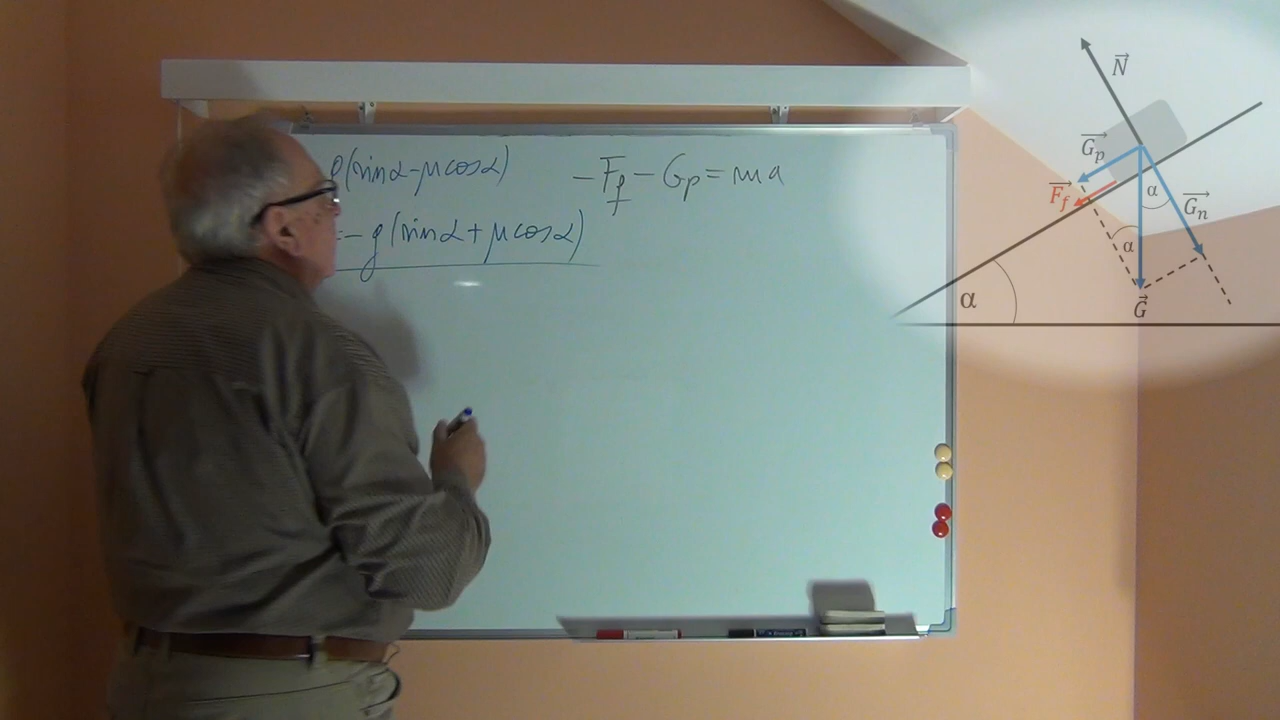 g(sinα-μcosα)
=-g(sinα+μcosα)
-Ff-Gp=ma
N
Gp
Ff
α
Gn
α
α
G